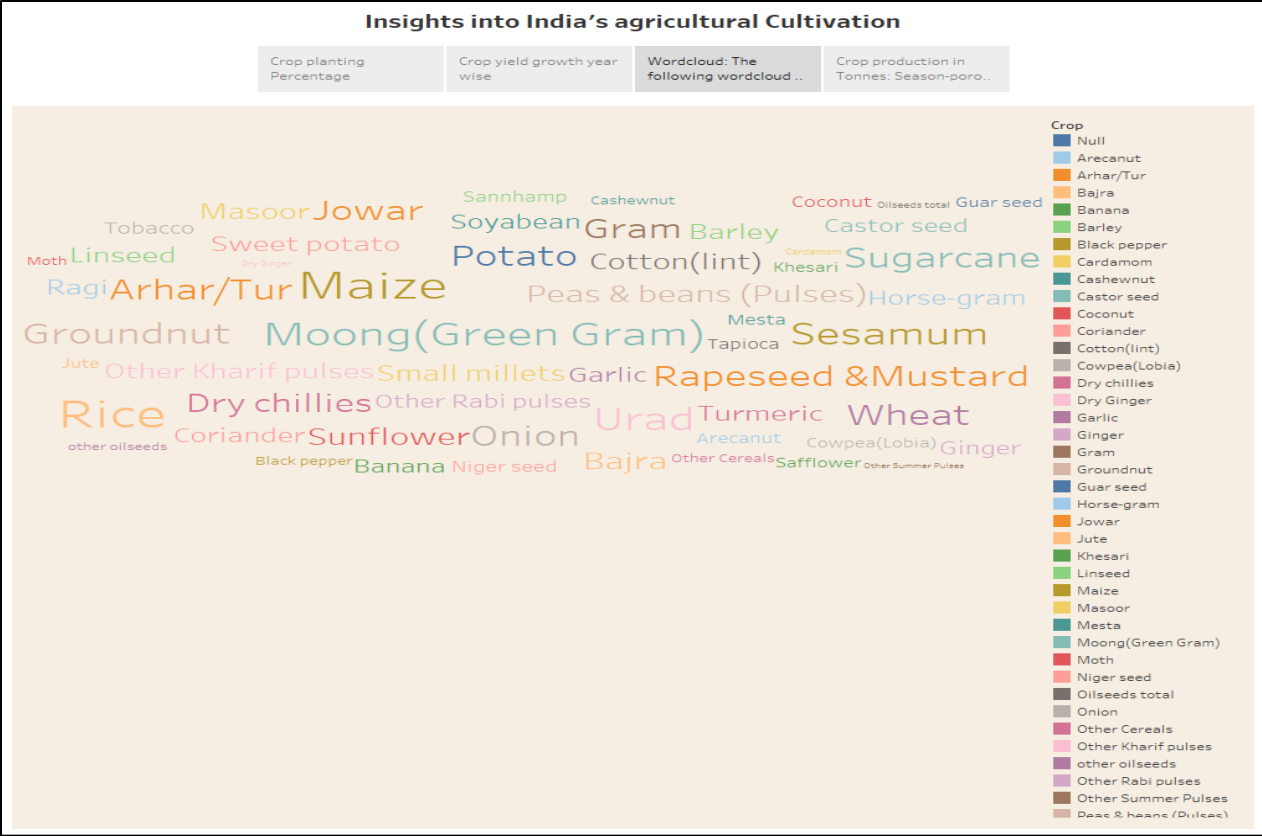 Insights into India's agricultural Cultivation
Crop planting
Percentage
Crop yield growth year
wise
Wordcloud: The
following wordcloud ..
Crop production in
Tonnes: Season-poro..
Sannhamp
Cashewnut
Coconut
Oilseeds total
Guar seed
Masoor
Jowar
Tobacco
Soyabean
Gram
Barley
Castor seed
Sweet potato
Moth
Linseed
Dry Ginger
Potato
Cotton(lint)
Cardamom
Khesari
Sugarcane
Ragi
Arhar/Tur
Maize
Peas & beans (Pulses)
Horse-gram
Groundnut
Moong(Green Gram)
Mesta
Tapioca
Sesamum
Jute
Other Kharif pulses
Small millets
Garlic
Rapeseed &Mustard
Rice
Dry chillies
Other Rabi pulses
Urad
Turmeric
Wheat
other oilseeds
Coriander
Sunflower
Onion
Arecanut
Cowpea(Lobia)
Ginger
Black pepper
Banana
Niger seed
Bajra
Other Cereals
Safflower
Other Summer Pulses
Crop
Null
Arecanut
Arhar/Tur
Bajra
Banana
Barley
Black pepper
Cardamom
Cashewnut
Castor seed
Coconut
Coriander
Cotton(lint)
Cowpea(Lobia)
Dry chillies
Dry Ginger
Garlic
Ginger
Gram
Groundnut
Guar seed
Horse-gram
Jowar
Jute
Khesari
Linseed
Maize
Masoor
Mesta
Moong(Green Gram)
Moth
Niger seed
Oilseeds total
Onion
Other Cereals
Other Kharif pulses
other oilseeds
Other Rabi pulses
Other Summer Pulses
Peas & beans (Pulses)